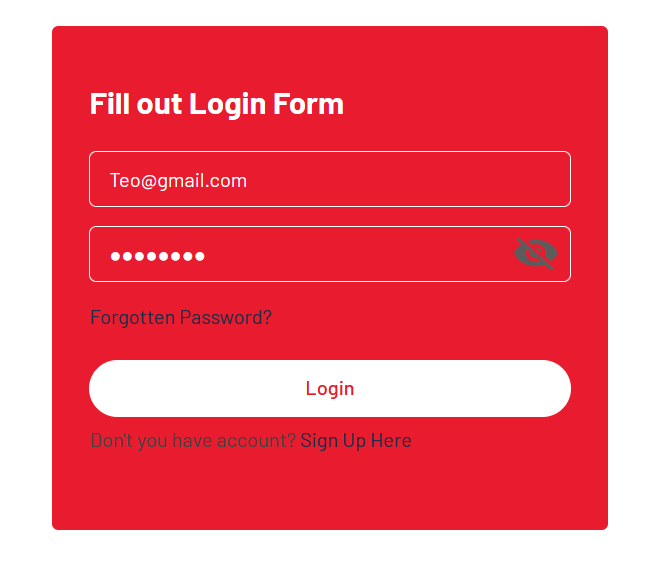 Fill out Login Form
Teo@gmail.com
●●●●●●●●
Forgotten Password?
Login
Don't you have account? Sign Up Here